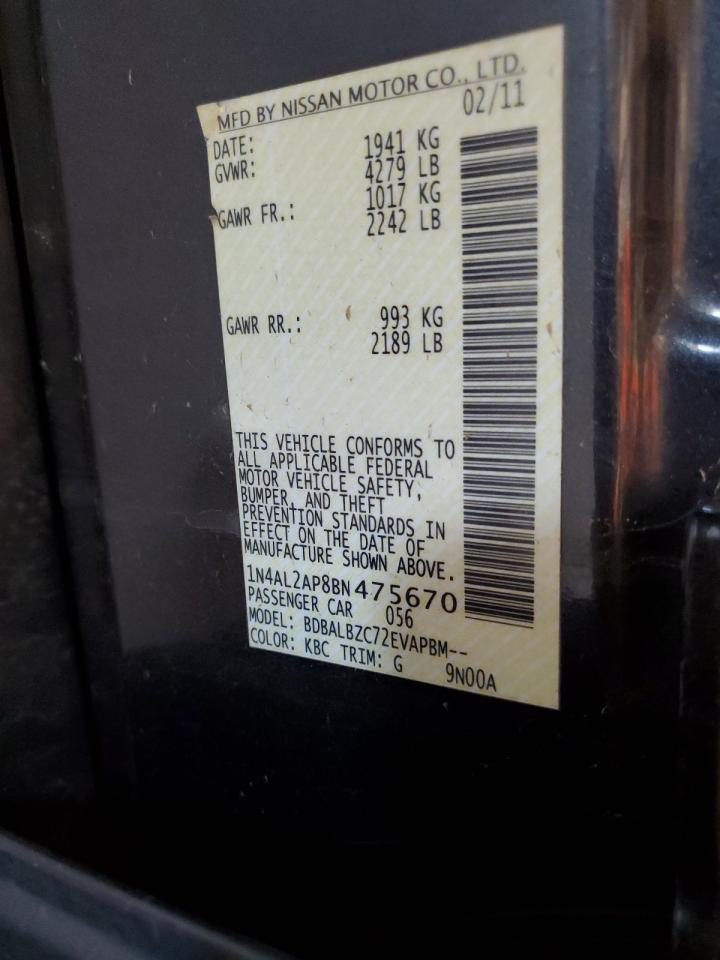 MFD BY NISSAN MOTOR CO., LTD.
DATE: 02/11
GVWR: 1941 KG
4279 LB
GAWR FR.: 1017 KG
2242 LB
GAWR RR.: 993 KG
2189 LB
THIS VEHICLE CONFORMS TO
ALL APPLICABLE FEDERAL
MOTOR VEHICLE SAFETY,
BUMPER, AND THEFT
PREVENTION STANDARDS IN
EFFECT ON THE DATE OF
MANUFACTURE SHOWN ABOVE.
1N4AL2AP8BN475670
PASSENGER CAR 056
MODEL: BDBALBZC72EVAPBM--
COLOR: KBC TRIM: G 9N00A